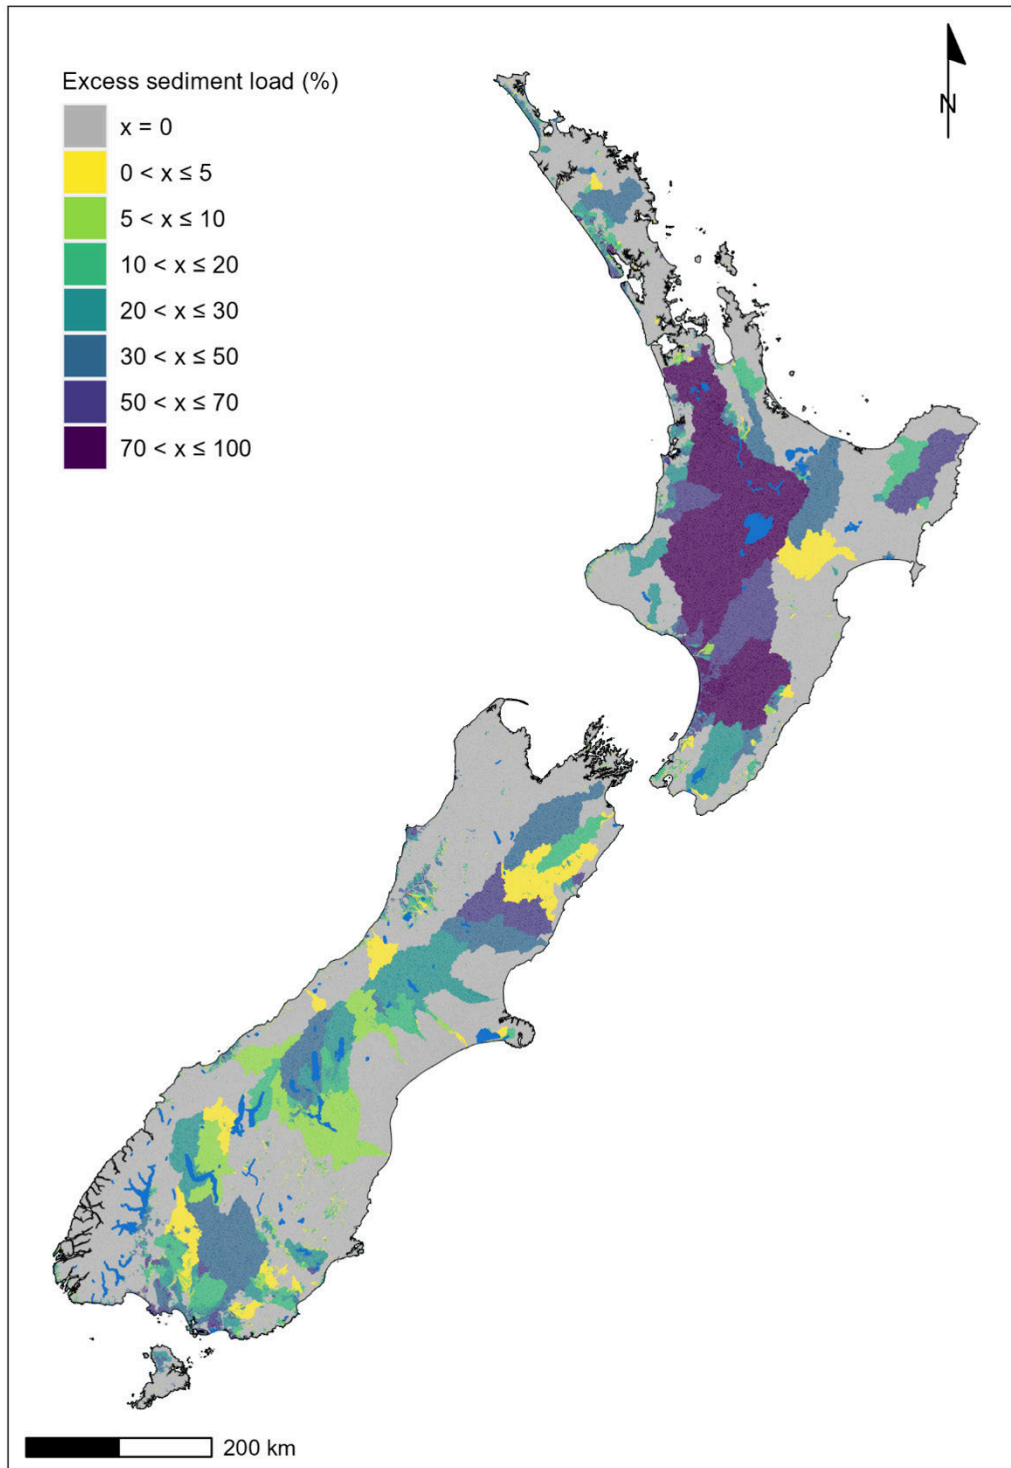 N
Excess sediment load (%)
x = 0
0 < x ≤ 5
5 < x ≤ 10
10 < x ≤ 20
20 < x ≤ 30
30 < x ≤ 50
50 < x ≤ 70
70 < x ≤ 100
200 km